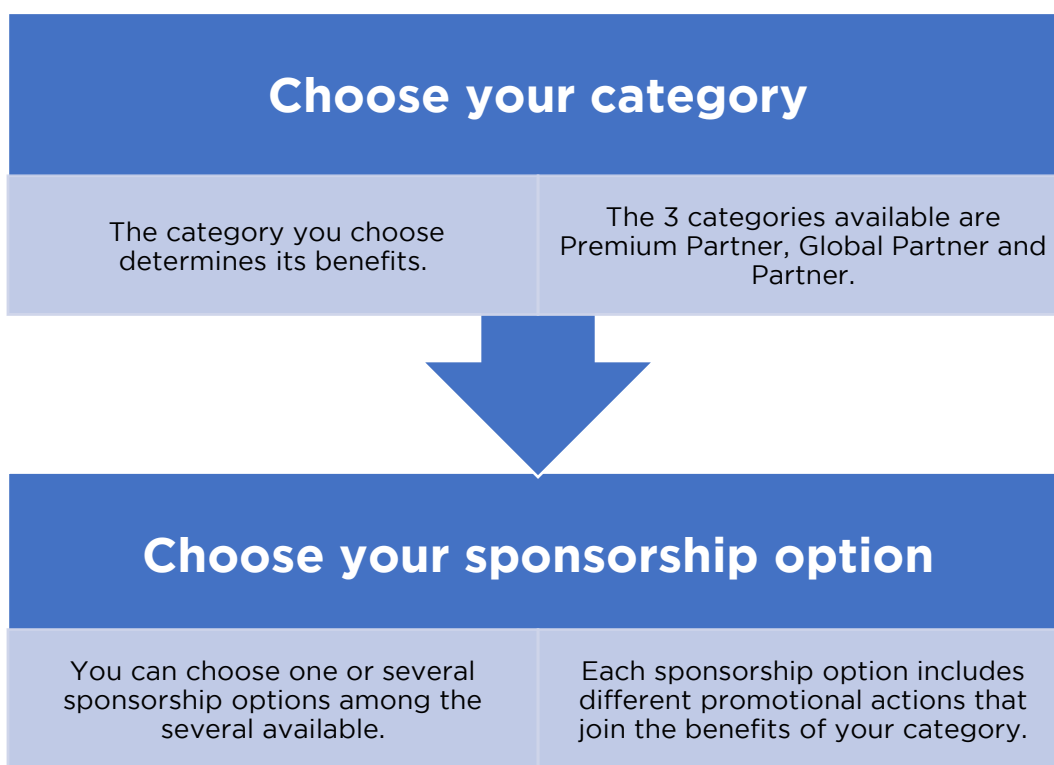 Choose your category
The category you choose
determines its benefits.
The 3 categories available are
Premium Partner, Global Partner and
Partner.
Choose your sponsorship option
You can choose one or several
sponsorship options among the
several available.
Each sponsorship option includes
different promotional actions that
join the benefits of your category.